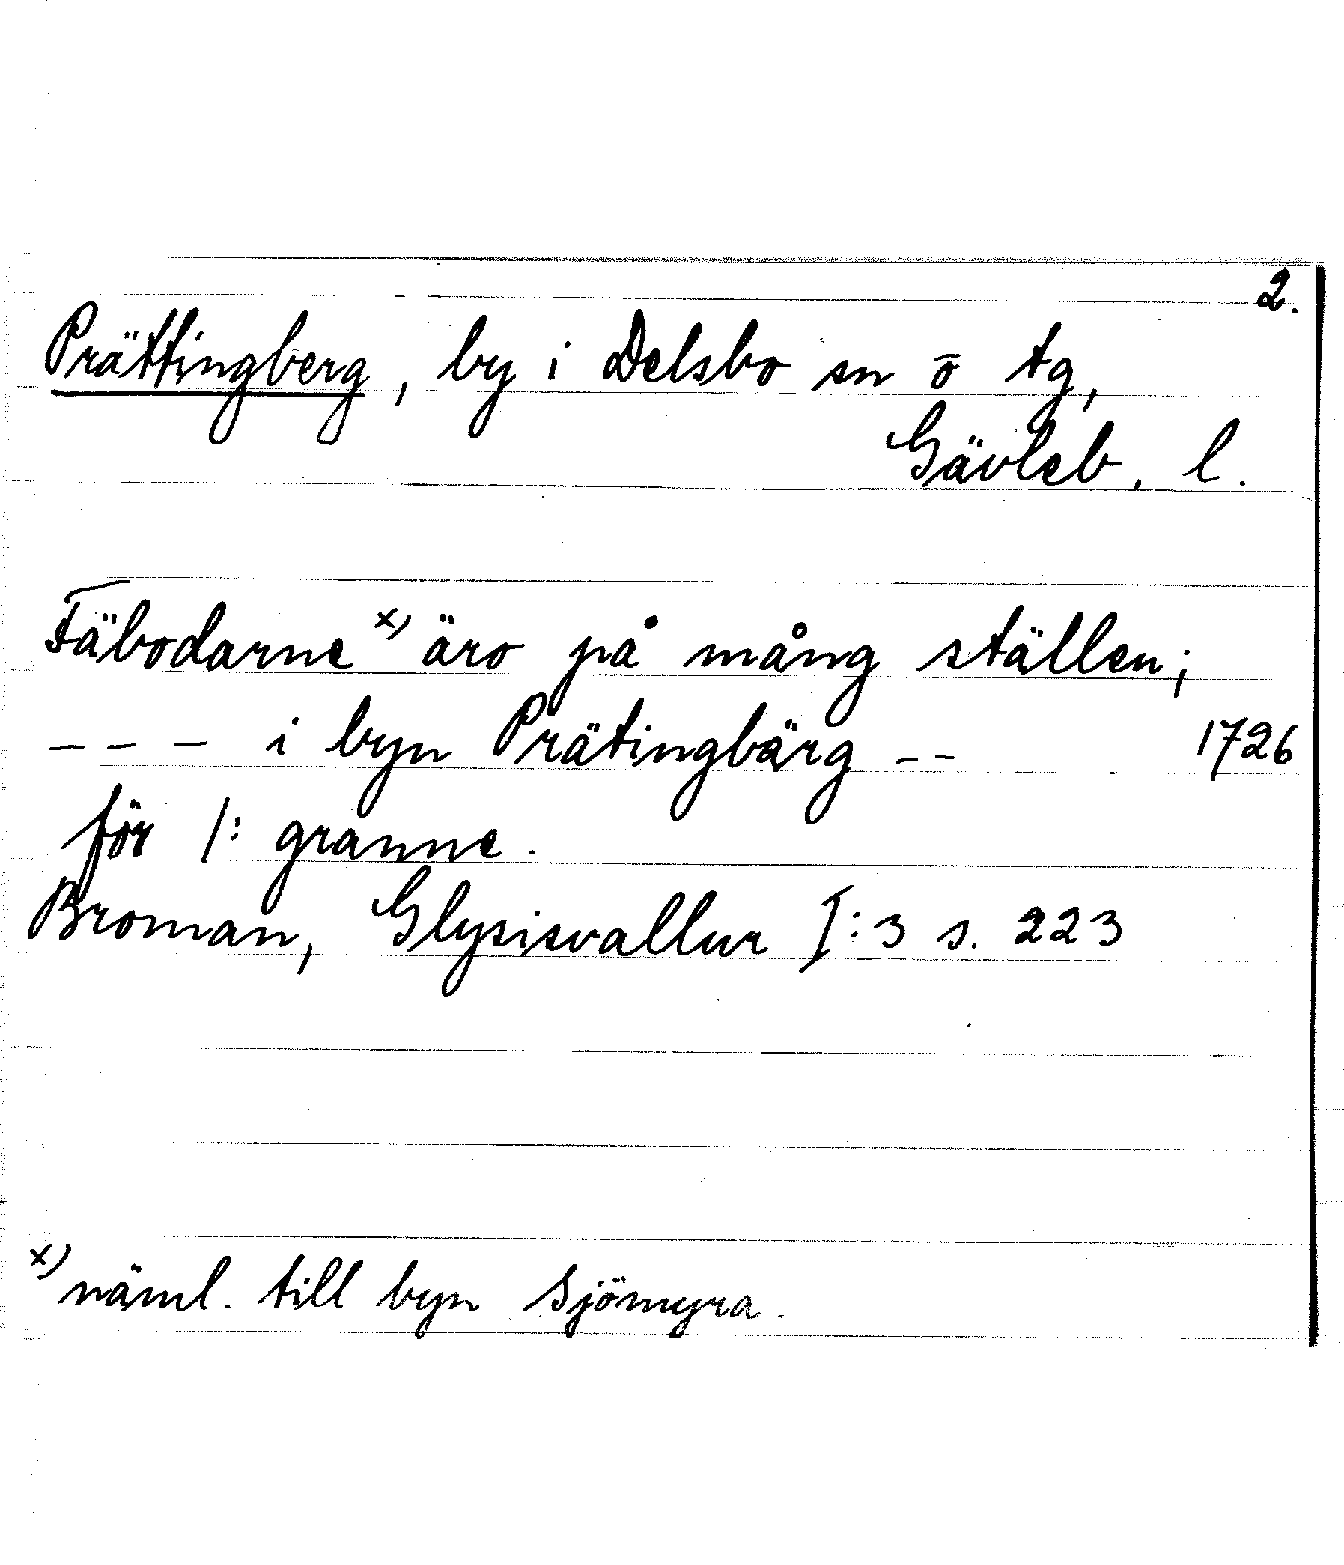 2.
Prättingberg, by i Delsbo sn o tg,
Gävleb. l.
Fäbodarne x) äro på mång ställen;
--- i byn Prätingbärg -- 1726
för /: granne.
Broman, Glysisvallur I:3 s. 223
x) näml. till byn Sjömyra.